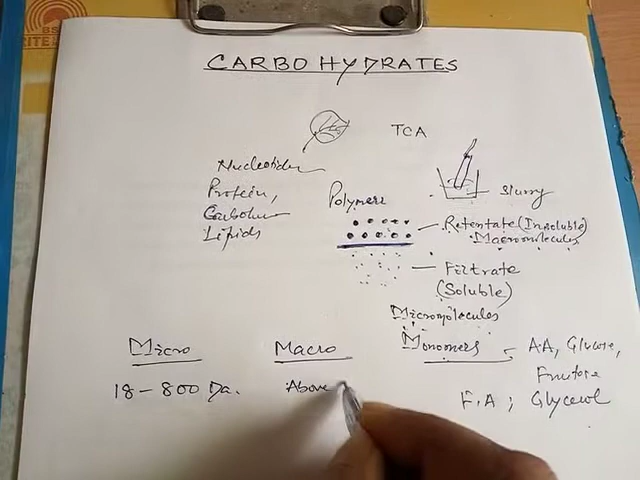 CARBOHYDRATES
TCA
Nucleotides
Protein,
Carbohy
Lipids
Polymers
Slurry
Retentate (Insoluble)
Macromolecules
Filtrate
(Soluble)
Micromolecules
Monomers
AA, Glucose,
Fructose
F.A ; Glycerol
Micro
Macro
18 - 800 Da.
Above